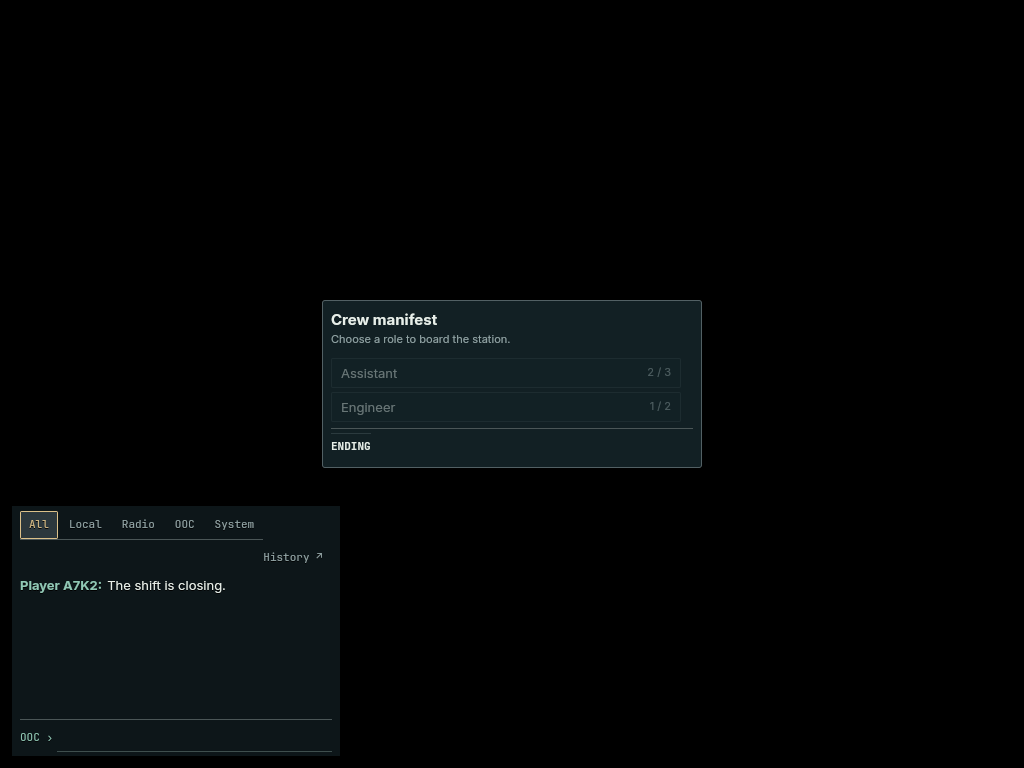 Crew manifest
Choose a role to board the station.
Assistant 2 / 3
Engineer 1 / 2
ENDING
All Local Radio OOC System
History ↗
Player A7K2: The shift is closing.
OOC ›